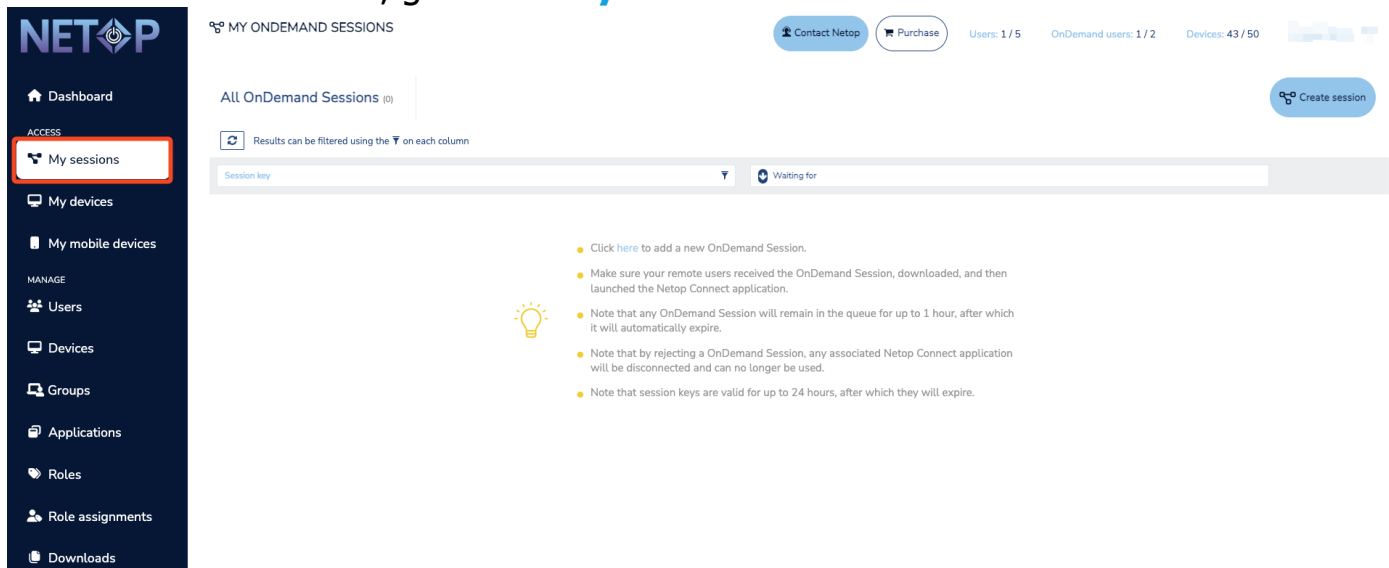 NETOP
MY ONDEMAND SESSIONS
Contact Netop
Purchase
Users: 1 / 5
OnDemand users: 1 / 2
Devices: 43 / 50
Dashboard
ACCESS
My sessions
My devices
My mobile devices
MANAGE
Users
Devices
Groups
Applications
Roles
Role assignments
Downloads
All OnDemand Sessions (0)
Create session
Results can be filtered using the on each column
Session key
Waiting for
Click here to add a new OnDemand Session.
Make sure your remote users received the OnDemand Session, downloaded, and then
launched the Netop Connect application.
Note that any OnDemand Session will remain in the queue for up to 1 hour, after which
it will automatically expire.
Note that by rejecting a OnDemand Session, any associated Netop Connect application
will be disconnected and can no longer be used.
Note that session keys are valid for up to 24 hours, after which they will expire.